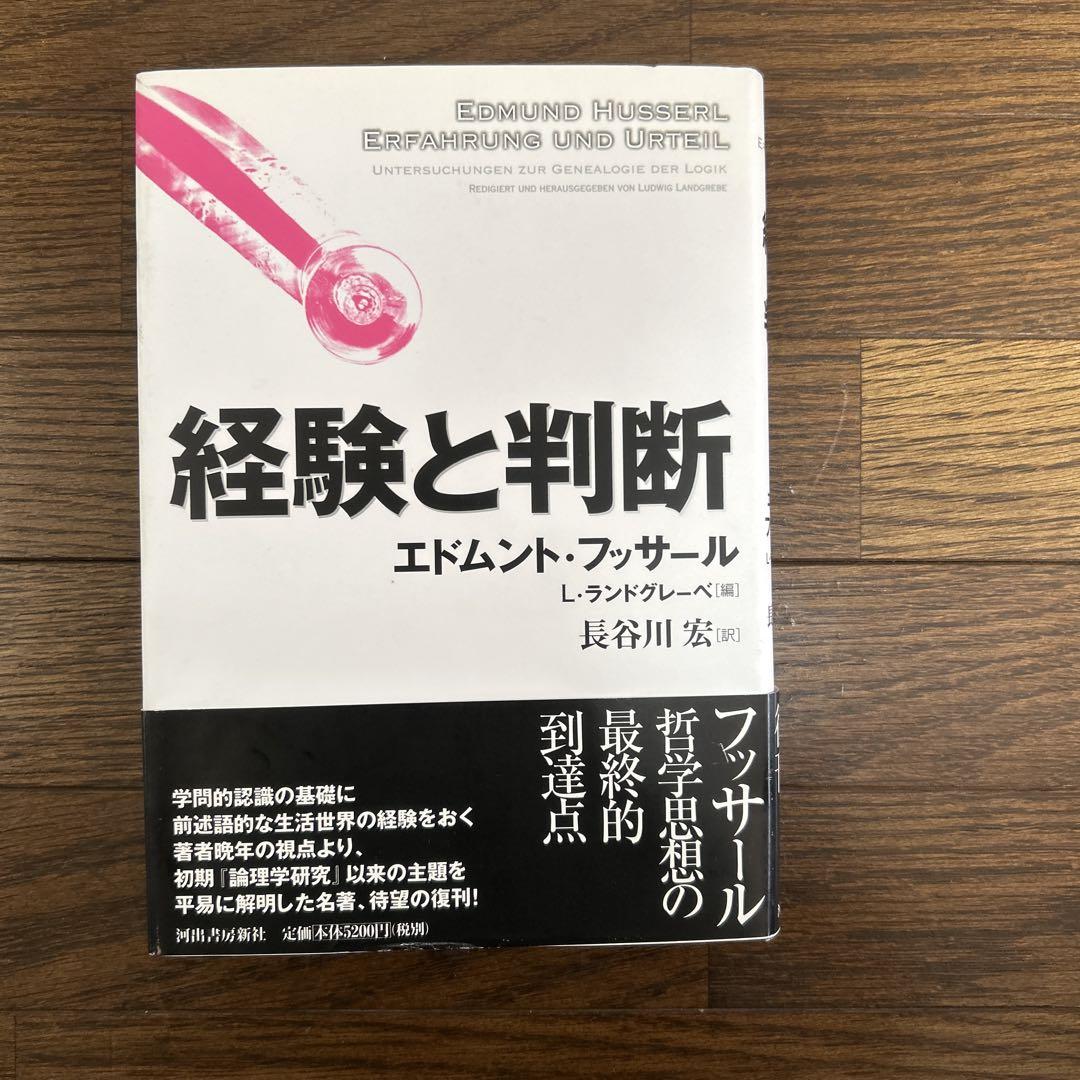 EDMUND HUSSERL
ERFAHRUNG UND URTEIL
UNTERSUCHUNGEN ZUR GENEALOGIE DER LOGIK
REDIGIERT UND HERAUSGEGEBEN VON LUDWIG LANDGREBE
経験と判断
エドムント・フッサール
L・ランドグレーベ[編]
長谷川 宏[訳]
フッサール
哲学思想の
最終的
到達点
学問的認識の基礎に
前述語的な生活世界の経験をおく
著者晩年の視点より、
初期『論理学研究』以来の主題を
平易に解明した名著、待望の復刊!
河出書房新社 定価本体5200円(税別)